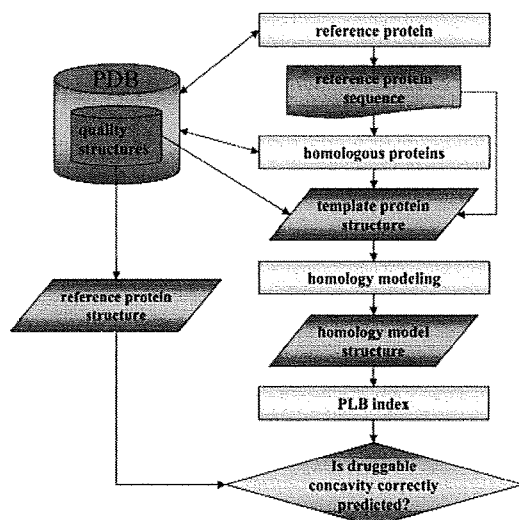 reference protein
PDB
reference protein
sequence
quality
structures
homologous proteins
template protein
structure
homology modeling
reference protein
structure
homology model
structure
PLB index
Is druggable
concavity correctly
predicted?